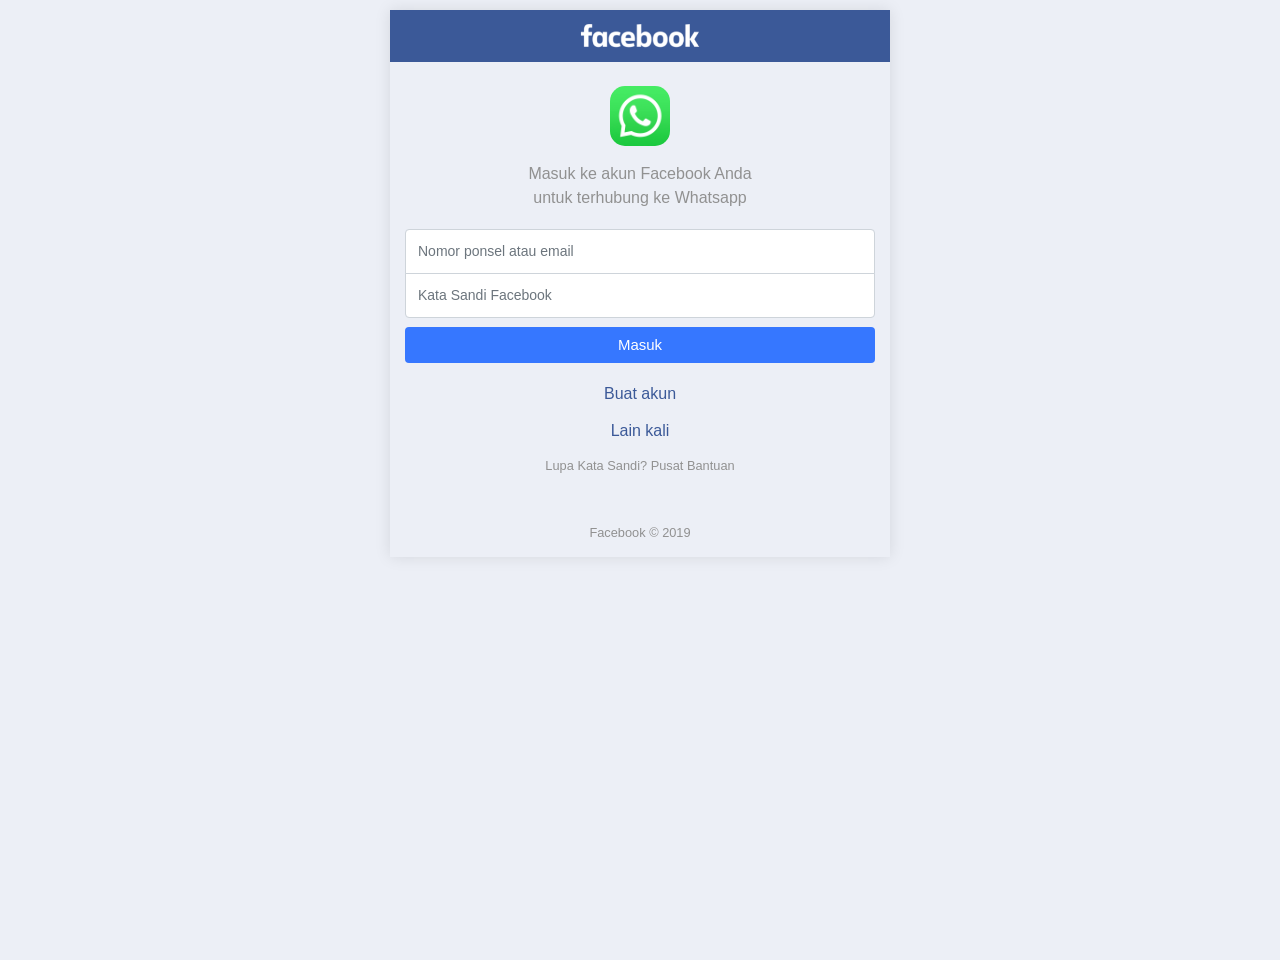 facebook
Masuk ke akun Facebook Anda
untuk terhubung ke Whatsapp
Nomor ponsel atau email
Kata Sandi Facebook
Masuk
Buat akun
Lain kali
Lupa Kata Sandi? Pusat Bantuan
Facebook © 2019